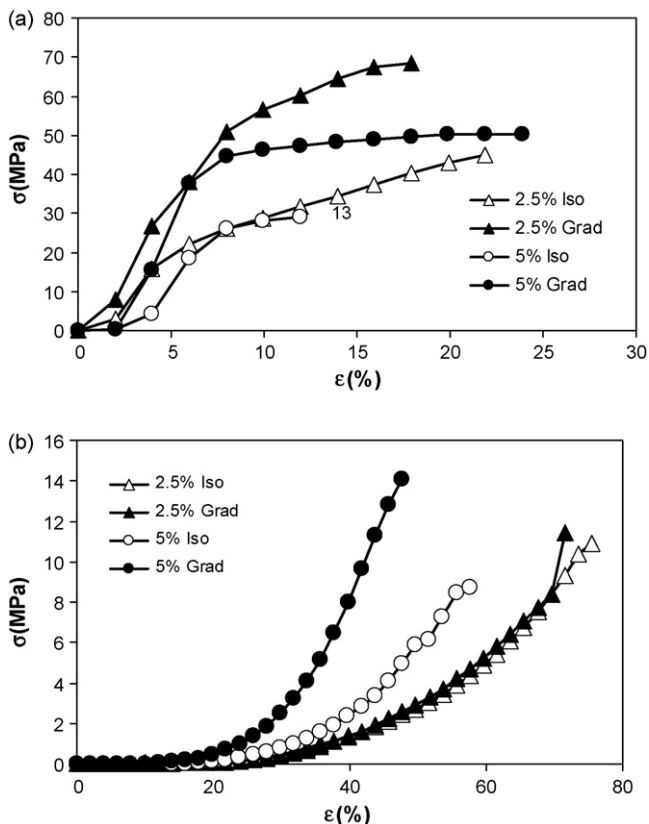 (a)
80
70
60
50
40
30
20
10
0
σ(MPa)
13
2.5% Iso
2.5% Grad
5% Iso
5% Grad
0 5 10 15 20 25 30
ε(%)
(b)
16
14
12
10
8
6
4
2
0
σ(MPa)
2.5% Iso
2.5% Grad
5% Iso
5% Grad
0 20 40 60 80
ε(%)